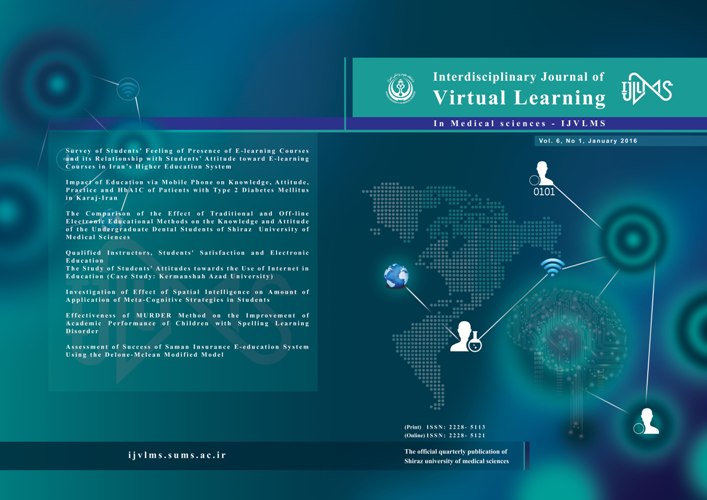 Survey of Students' Feeling of Presence of E-learning Courses
and its Relationship with Students' Attitude toward E-learning
Courses in Iran's Higher Education System
Impact of Education via Mobile Phone on Knowledge, Attitude,
Practice and HbA1C of Patients with Type 2 Diabetes Mellitus
in Karaj-Iran
The Comparison of the Effect of Traditional and Off-line
Electronic Educational Methods on the Knowledge and Attitude
of the Undergraduate Dental Students of Shiraz University of
Medical Sciences
Qualified Instructors, Students' Satisfaction and Electronic
Education
The Study of Students' Attitudes towards the Use of Internet in
Education (Case Study: Kermanshah Azad University)
Investigation of Effect of Spatial Intelligence on Amount of
Application of Meta-Cognitive Strategies in Students
Effectiveness of MURDER Method on the Improvement of
Academic Performance of Children with Spelling Learning
Disorder
Assessment of Success of Saman Insurance E-education System
Using the Delone-Mclean Modified Model
ijvlms.sums.ac.ir
Interdisciplinary Journal of
Virtual Learning
IJVLMS
In Medical sciences - IJVLMS
Vol. 6, No 1, January 2016
0101
(Print) ISSN: 2228- 5113
(Online) ISSN: 2228- 5121
The official quarterly publication of
Shiraz university of medical sciences